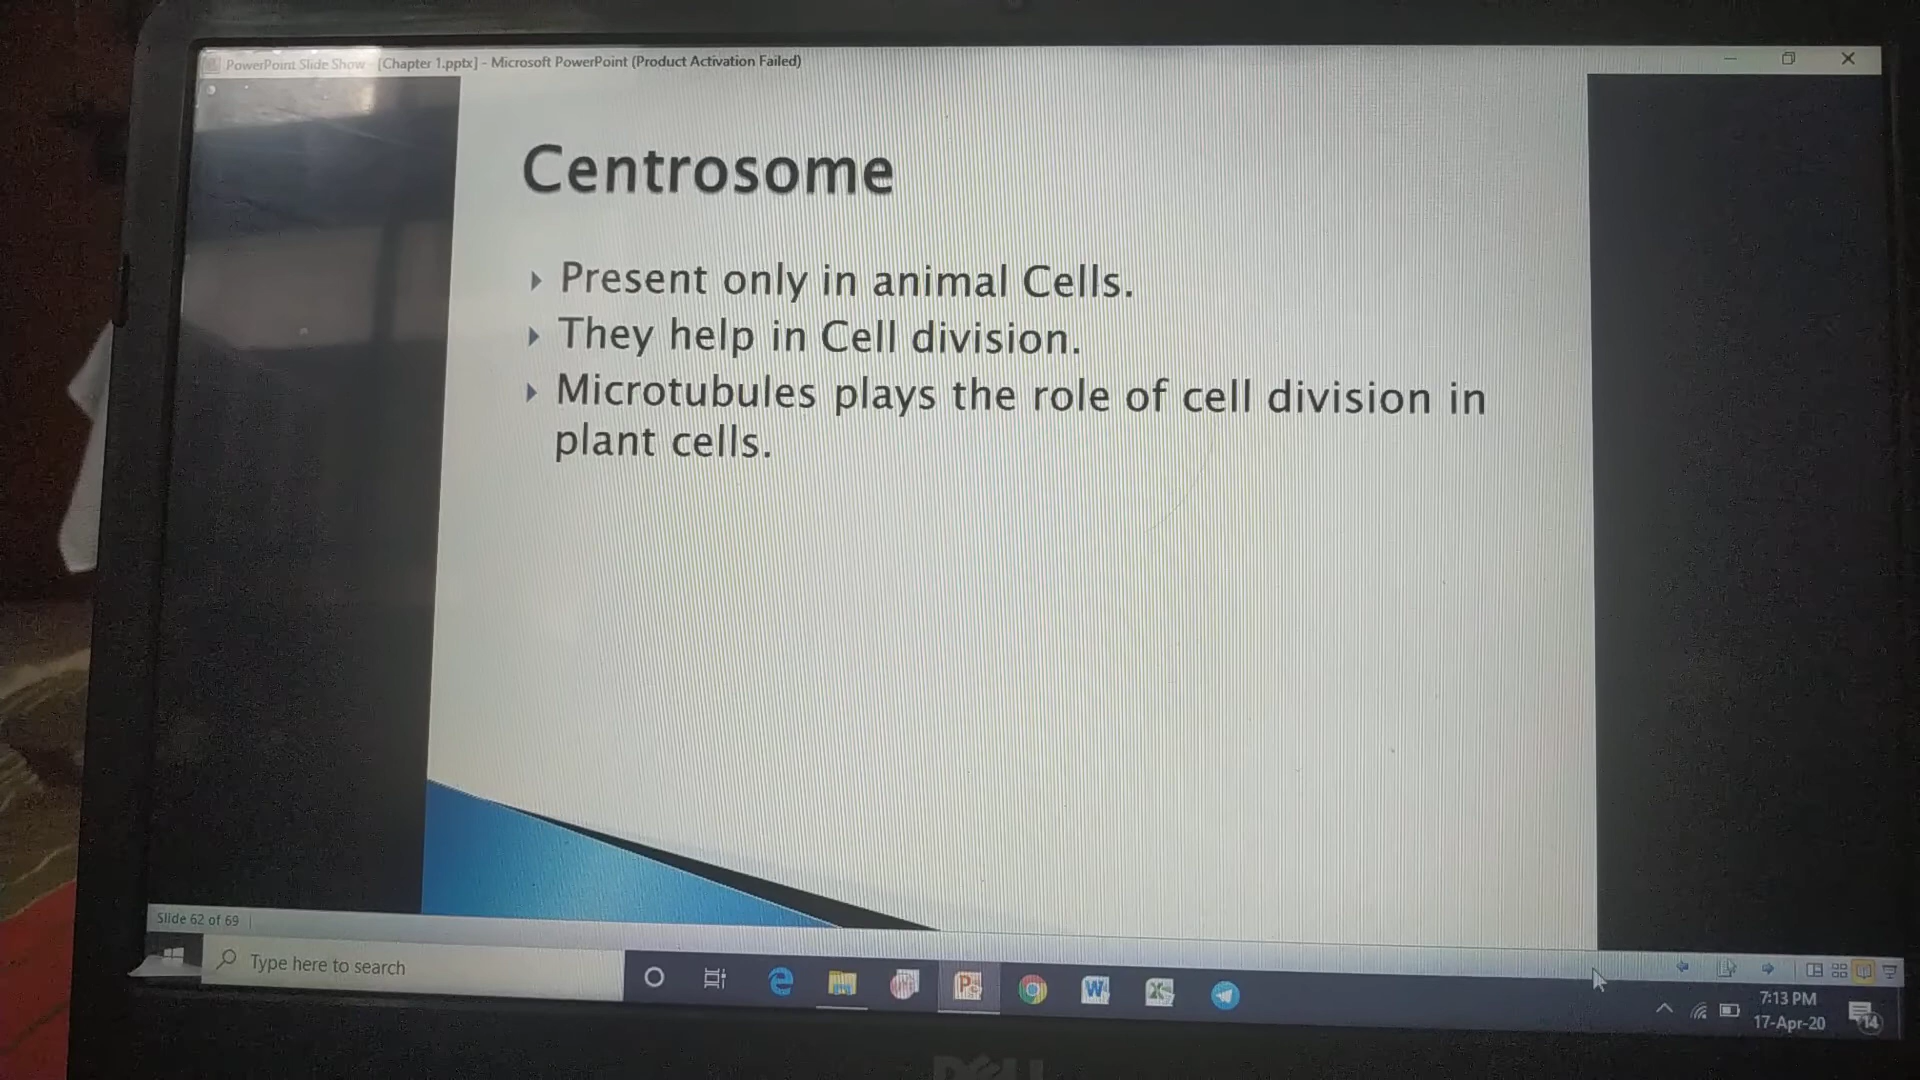 PowerPoint Slide Show - [Chapter 1.pptx] - Microsoft PowerPoint (Product Activation Failed)
Centrosome
Present only in animal Cells.
They help in Cell division.
Microtubules plays the role of cell division in
plant cells.
Slide 62 of 69
Type here to search
7:13 PM
17-Apr-20
14
DELL